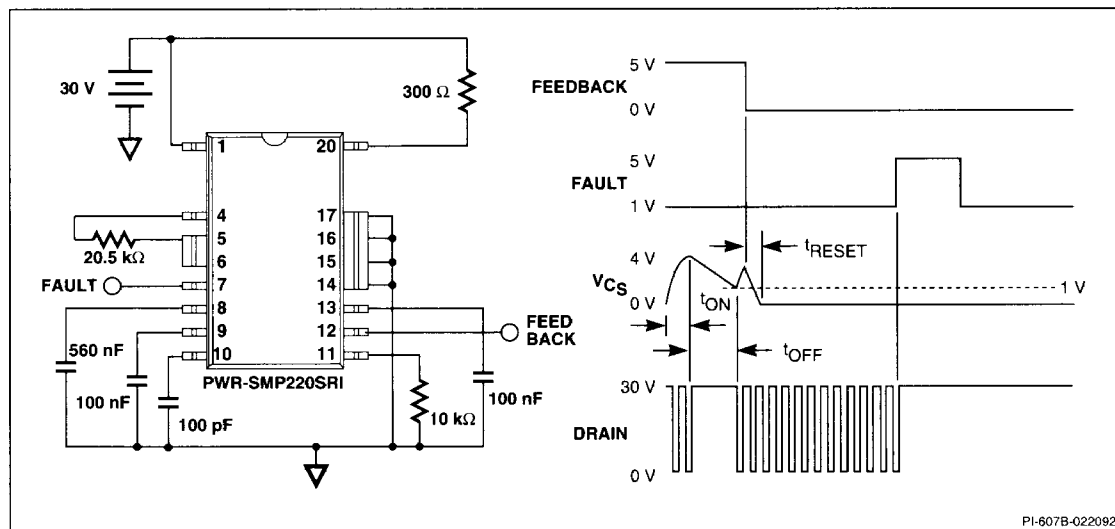 30 V
300 Ω
1
20
4
17
5
16
20.5 kΩ
6
15
FAULT
7
14
8
13
9
12
FEED
BACK
560 nF
10
11
PWR-SMP220SRI
100 nF
100 pF
10 kΩ
100 nF
5 V
FEEDBACK
0 V
5 V
FAULT
1 V
tRESET
4 V
VCS
1 V
0 V
tON
tOFF
30 V
DRAIN
0 V
PI-607B-022092